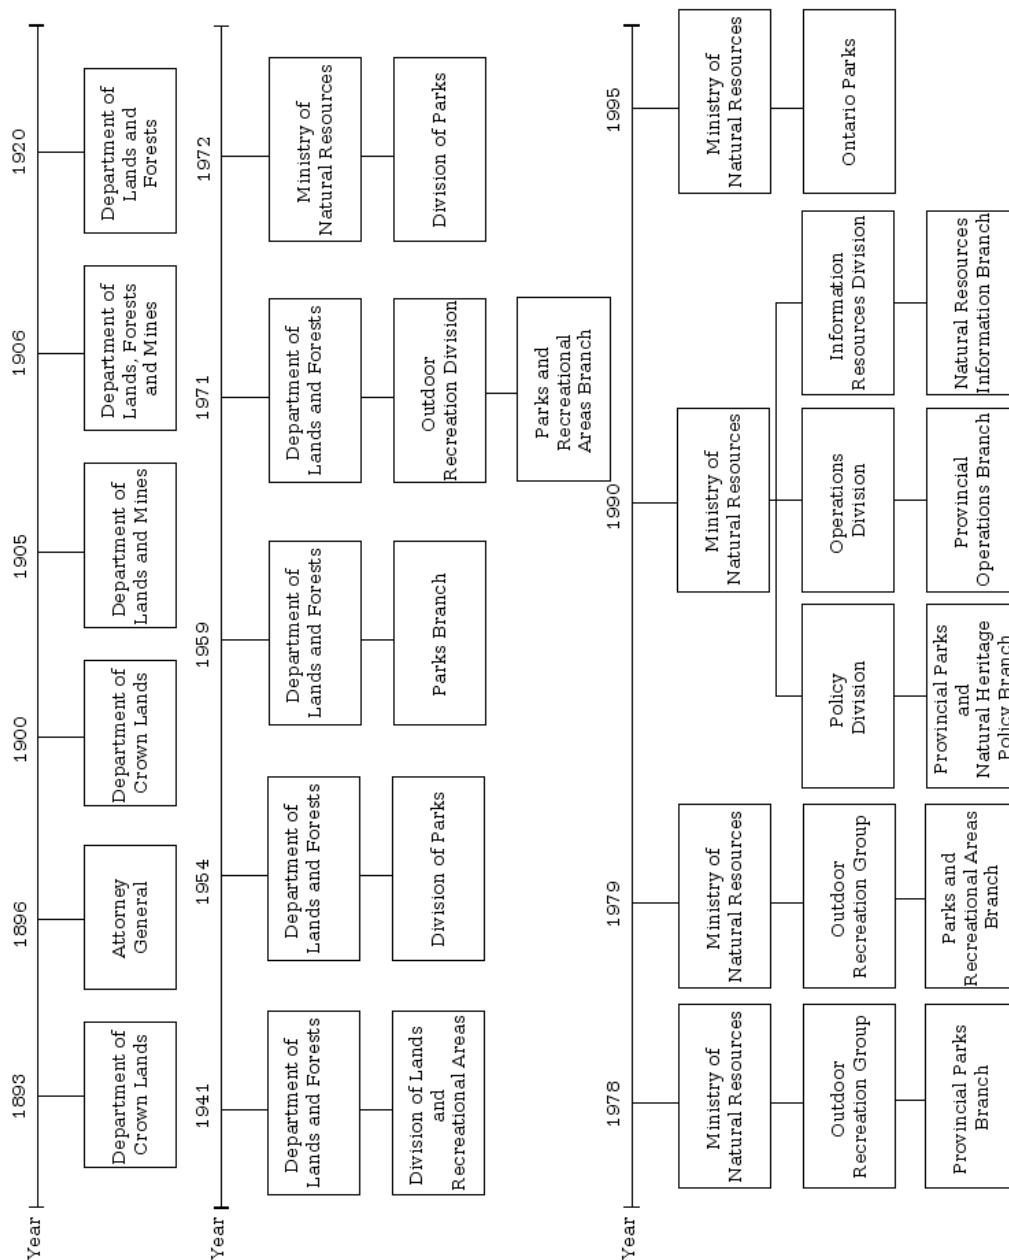 Year
1893
1896
1900
1905
1906
1920
Department of
Crown Lands
Attorney
General
Department of
Crown Lands
Department of
Lands and Mines
Department of
Lands, Forests
and Mines
Department of
Lands and
Forests
Year
1941
1954
1959
1971
1972
Department of
Lands and Forests
Division of Lands
and
Recreational Areas
Department of
Lands and Forests
Division of Parks
Department of
Lands and Forests
Parks Branch
Department of
Lands and Forests
Outdoor
Recreation Division
Parks and
Recreational
Areas Branch
Ministry of
Natural Resources
Division of Parks
Year
1978
1979
1990
1995
Ministry of
Natural Resources
Outdoor
Recreation Group
Provincial Parks
Branch
Ministry of
Natural Resources
Outdoor
Recreation Group
Parks and
Recreational Areas
Branch
Ministry of
Natural Resources
Policy
Division
Provincial Parks
and
Natural Heritage
Policy Branch
Operations
Division
Provincial
Operations Branch
Information
Resources Division
Natural Resources
Information Branch
Ministry of
Natural Resources
Ontario Parks